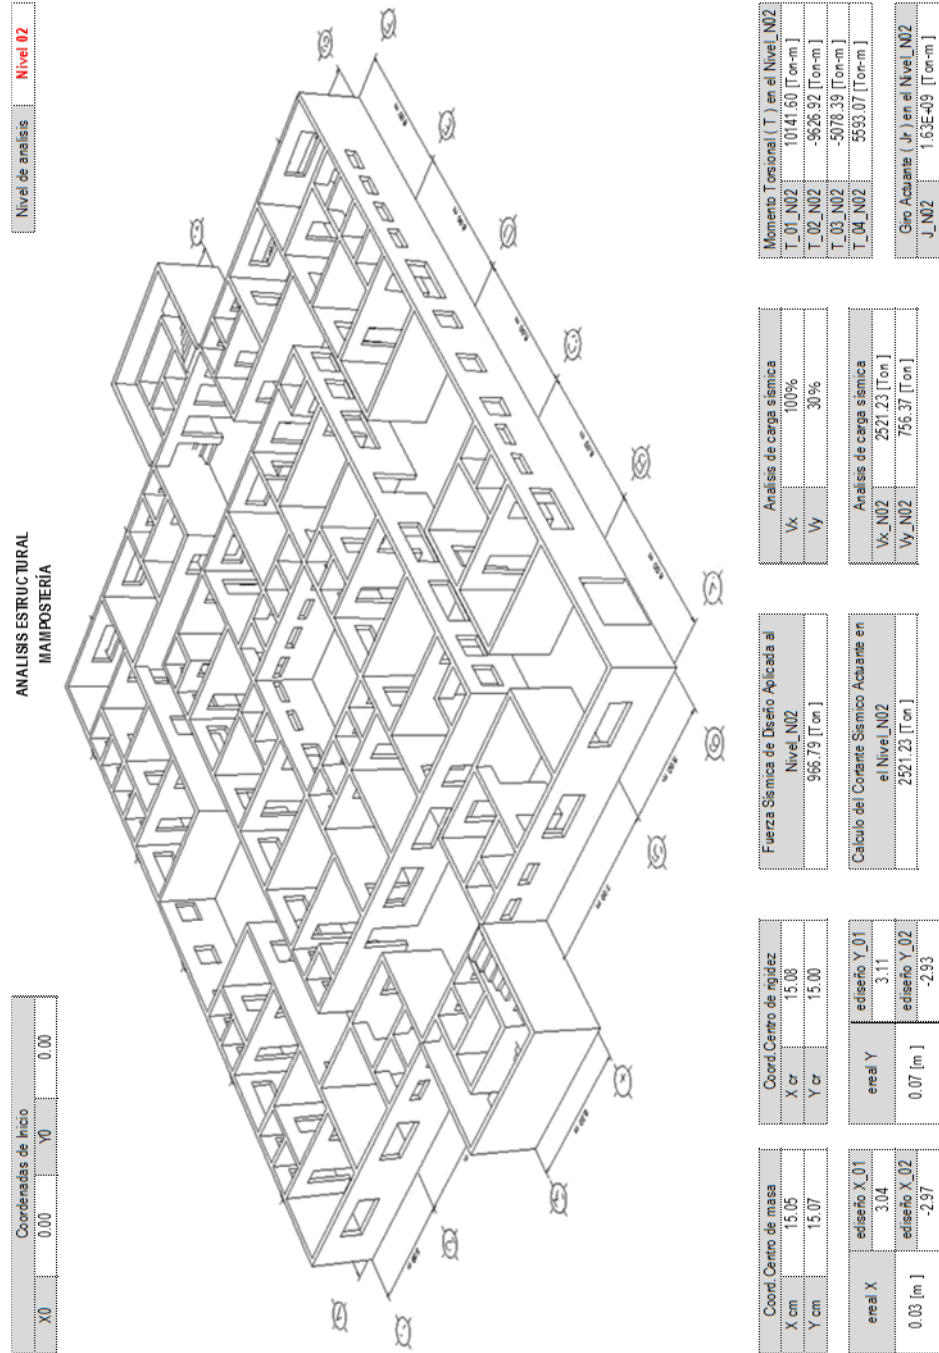 Coordenadas de Inicio
X0 0.00 Y0 0.00
ANALISIS ESTRUCTURAL
MAMPOSTERÍA
Nivel de analisis Nivel 02
Coord. Centro de masa
X cm 15.05
Y cm 15.07
Coord. Centro de rigidez
X cr 15.08
Y cr 15.00
Fuerza Sismica de Diseño Aplicada al
Nivel_N02
966.79 [Ton ]
Analisis de carga sismica
Vx 100%
Vy 30%
Momento Torsional ( T ) en el Nivel_N02
T_01_N02 10141.60 [Ton-m ]
T_02_N02 -9626.92 [Ton-m ]
T_03_N02 -5078.39 [Ton-m ]
T_04_N02 5593.07 [Ton-m ]
ereal X ediseño X_01
3.04
0.03 [m ] ediseño X_02
-2.97
ereal Y ediseño Y_01
3.11
0.07 [m ] ediseño Y_02
-2.93
Calculo del Cortante Sismico Actuante en
el Nivel_N02
2521.23 [Ton ]
Analisis de carga sismica
Vx_N02 2521.23 [Ton ]
Vy_N02 756.37 [Ton ]
Giro Actuante ( Jr ) en el Nivel_N02
J_N02 1.63E+09 [Ton-m ]